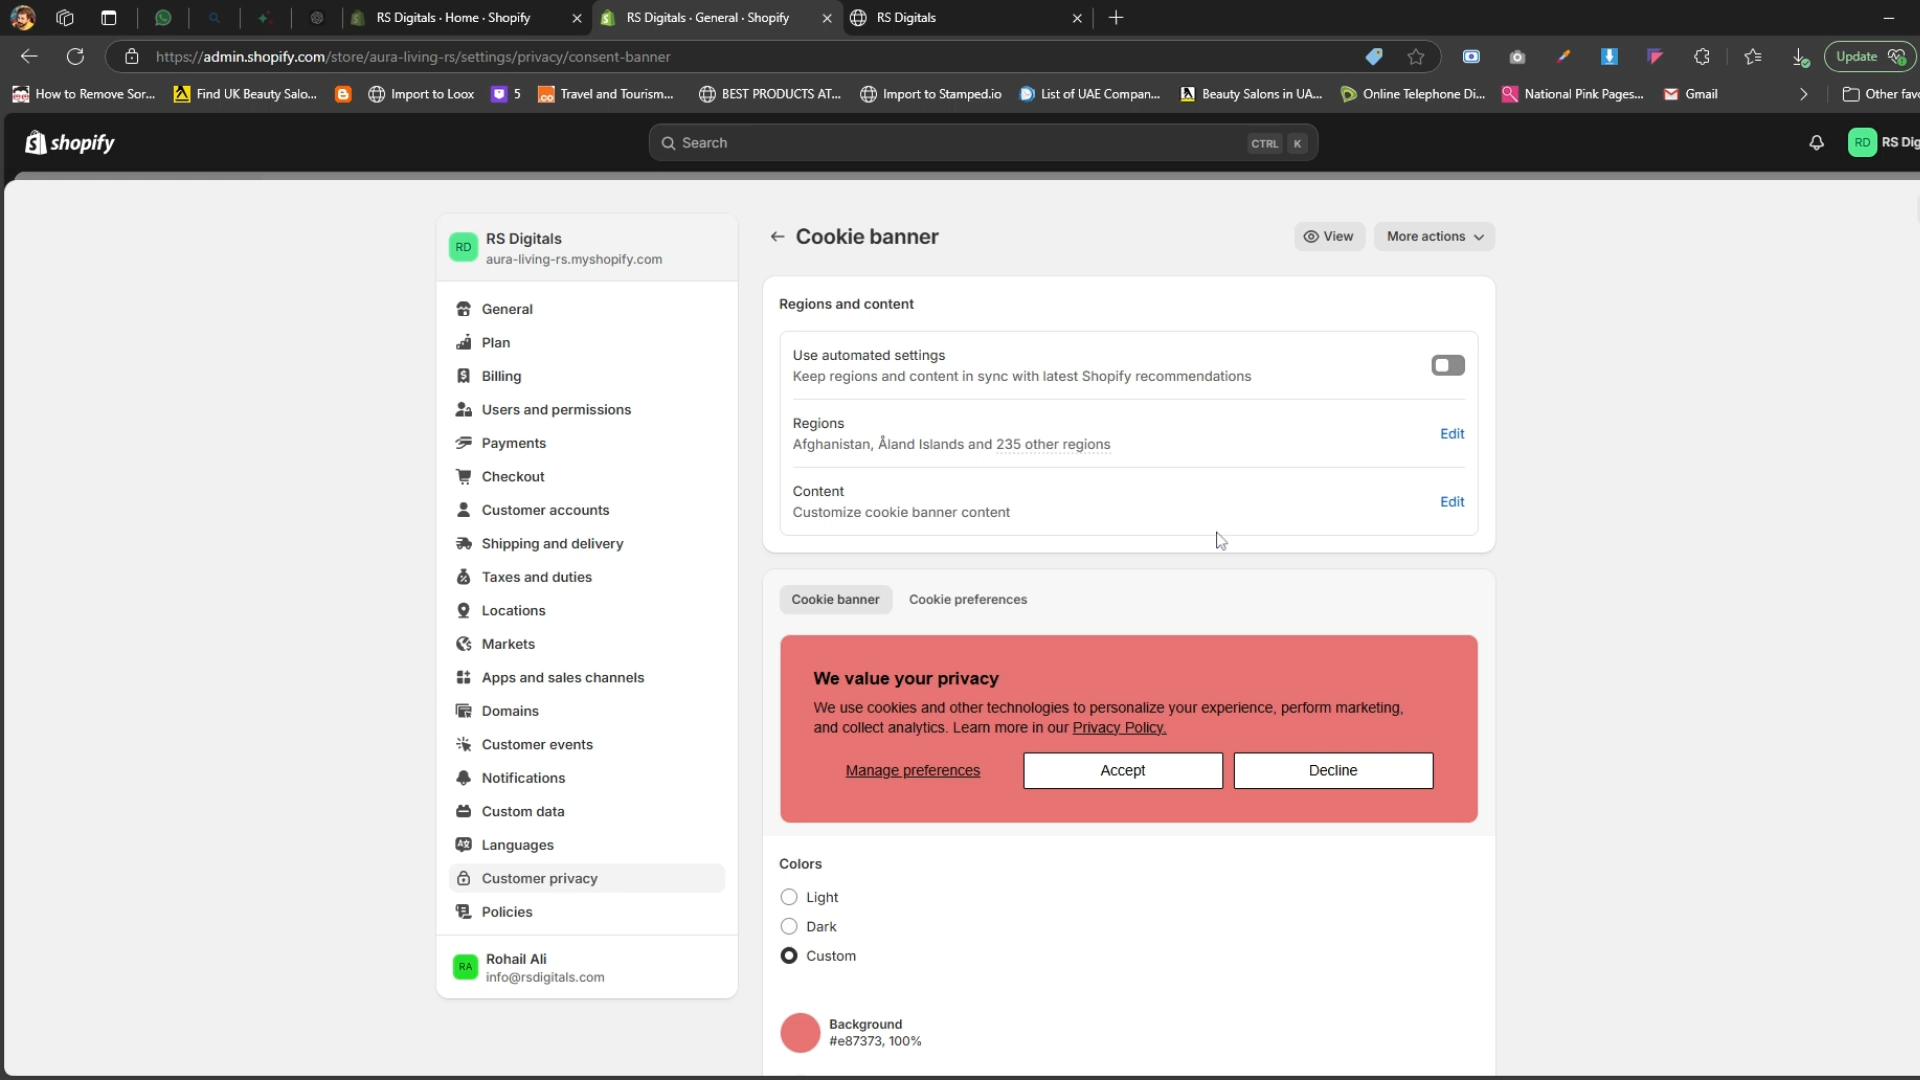 RS Digitals · Home · Shopify
RS Digitals · General · Shopify
RS Digitals
https://admin.shopify.com/store/aura-living-rs/settings/privacy/consent-banner
Update
How to Remove Sor...
Find UK Beauty Salo...
Import to Loox
5
Travel and Tourism...
BEST PRODUCTS AT...
Import to Stamped.io
List of UAE Compan...
Beauty Salons in UA...
Online Telephone Di...
National Pink Pages...
Gmail
Other favo
shopify
Search
CTRL K
RD
RS Dig
RD
RS Digitals
aura-living-rs.myshopify.com
General
Plan
Billing
Users and permissions
Payments
Checkout
Customer accounts
Shipping and delivery
Taxes and duties
Locations
Markets
Apps and sales channels
Domains
Customer events
Notifications
Custom data
Languages
Customer privacy
Policies
RA
Rohail Ali
info@rsdigitals.com
Cookie banner
View
More actions
Regions and content
Use automated settings
Keep regions and content in sync with latest Shopify recommendations
Regions
Afghanistan, Åland Islands and 235 other regions
Edit
Content
Customize cookie banner content
Edit
Cookie banner
Cookie preferences
We value your privacy
We use cookies and other technologies to personalize your experience, perform marketing,
and collect analytics. Learn more in our Privacy Policy.
Manage preferences
Accept
Decline
Colors
Light
Dark
Custom
Background
#e87373, 100%